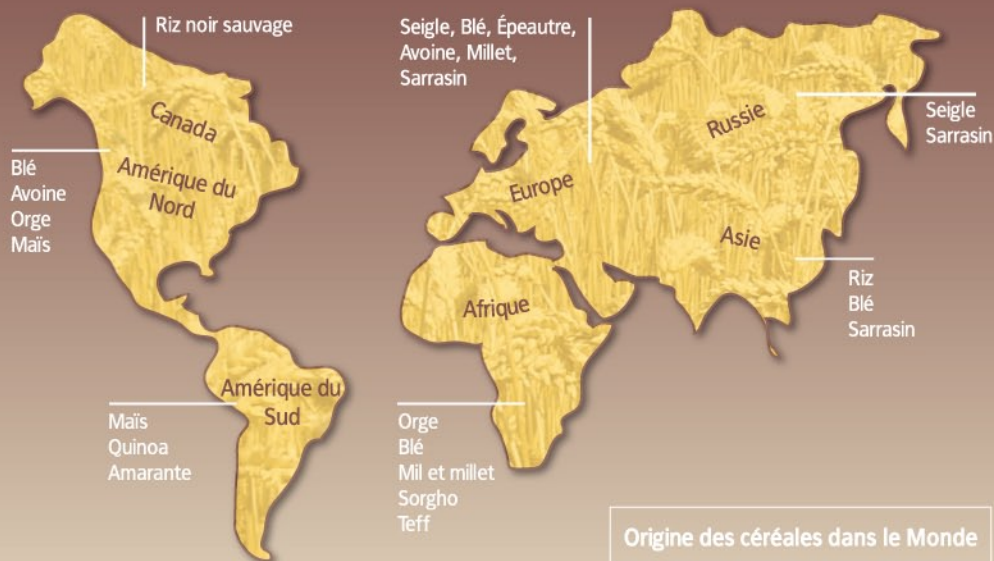 Riz noir sauvage
Canada
Amérique du
Nord
Blé
Avoine
Orge
Maïs
Amérique du
Sud
Maïs
Quinoa
Amarante
Seigle, Blé, Épeautre,
Avoine, Millet,
Sarrasin
Europe
Russie
Seigle
Sarrasin
Asie
Riz
Blé
Sarrasin
Afrique
Orge
Blé
Mil et millet
Sorgho
Teff
Origine des céréales dans le Monde